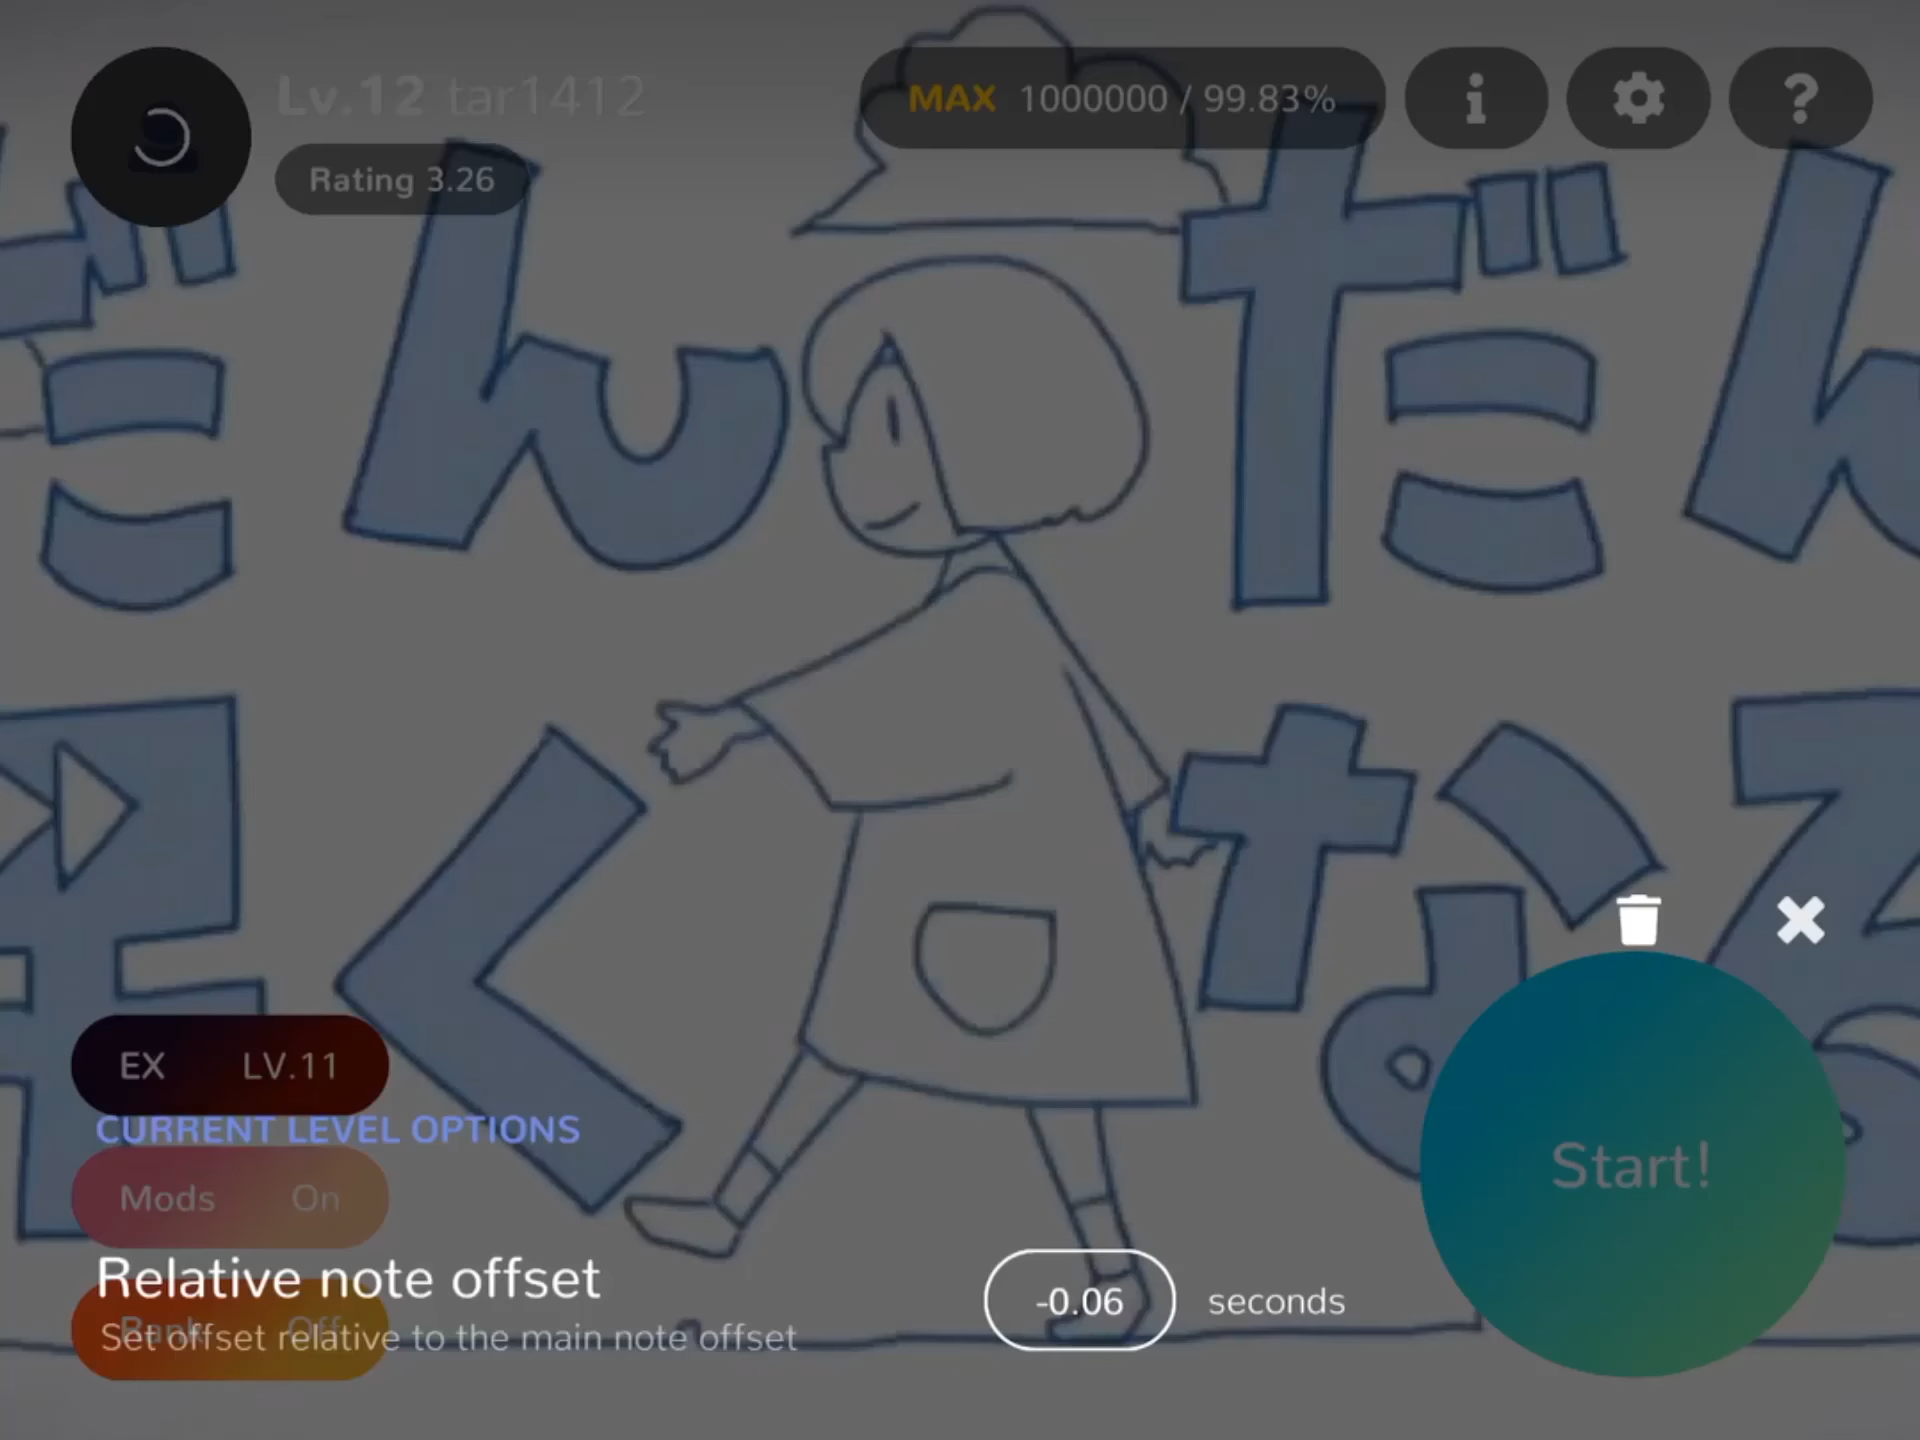 Lv.12 tar1412
Rating 3.26
MAX 1000000 / 99.83%
だんだん
くなる
EX LV.11
CURRENT LEVEL OPTIONS
Mods On
Relative note offset
-0.06 seconds
Rank Off
Set offset relative to the main note offset
Start!